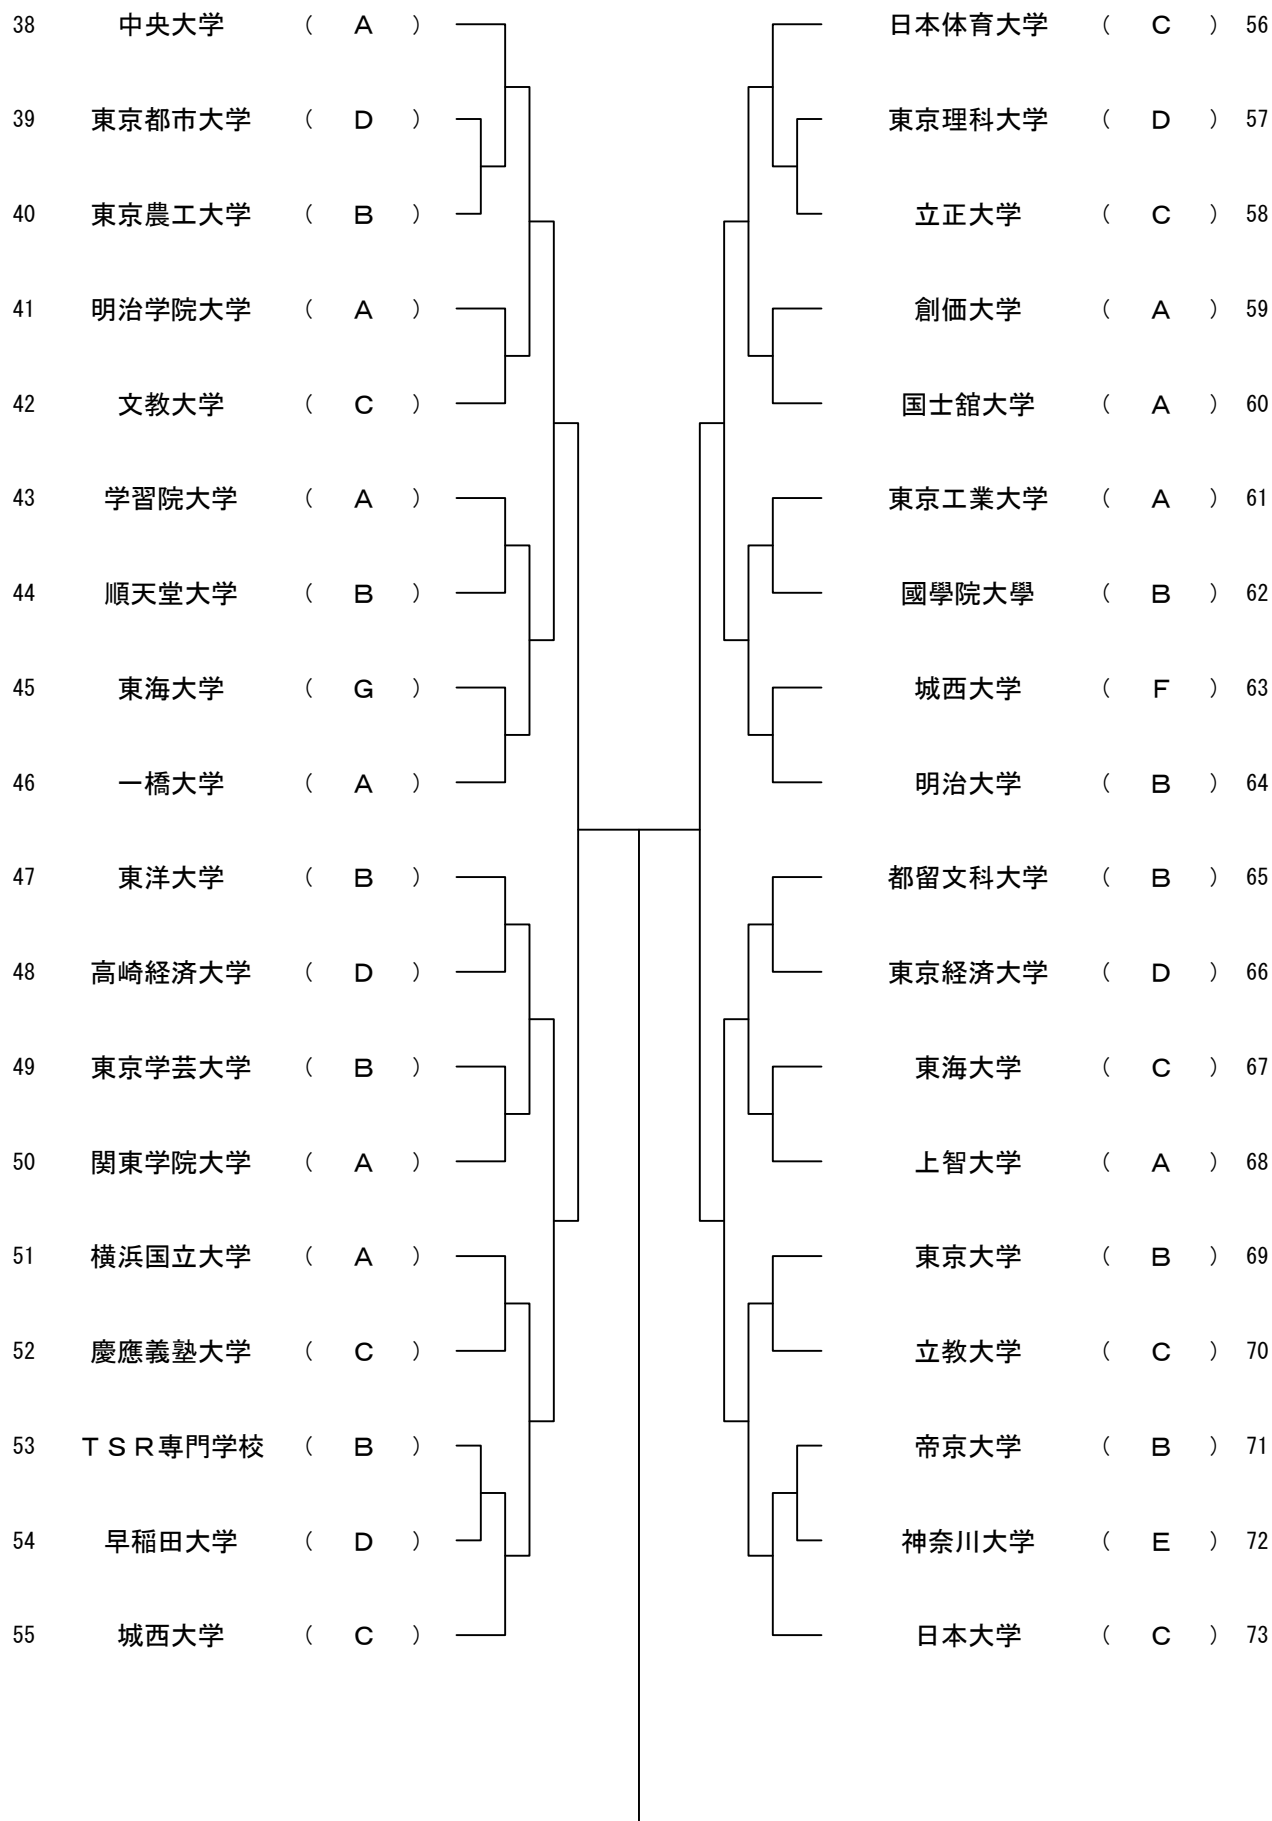 38 中央大学 ( A ) 日本体育大学 ( C ) 56
39 東京都市大学 ( D ) 東京理科大学 ( D ) 57
40 東京農工大学 ( B ) 立正大学 ( C ) 58
41 明治学院大学 ( A ) 創価大学 ( A ) 59
42 文教大学 ( C ) 国士舘大学 ( A ) 60
43 学習院大学 ( A ) 東京工業大学 ( A ) 61
44 順天堂大学 ( B ) 國學院大學 ( B ) 62
45 東海大学 ( G ) 城西大学 ( F ) 63
46 一橋大学 ( A ) 明治大学 ( B ) 64
47 東洋大学 ( B ) 都留文科大学 ( B ) 65
48 高崎経済大学 ( D ) 東京経済大学 ( D ) 66
49 東京学芸大学 ( B ) 東海大学 ( C ) 67
50 関東学院大学 ( A ) 上智大学 ( A ) 68
51 横浜国立大学 ( A ) 東京大学 ( B ) 69
52 慶應義塾大学 ( C ) 立教大学 ( C ) 70
53 TSR専門学校 ( B ) 帝京大学 ( B ) 71
54 早稲田大学 ( D ) 神奈川大学 ( E ) 72
55 城西大学 ( C ) 日本大学 ( C ) 73